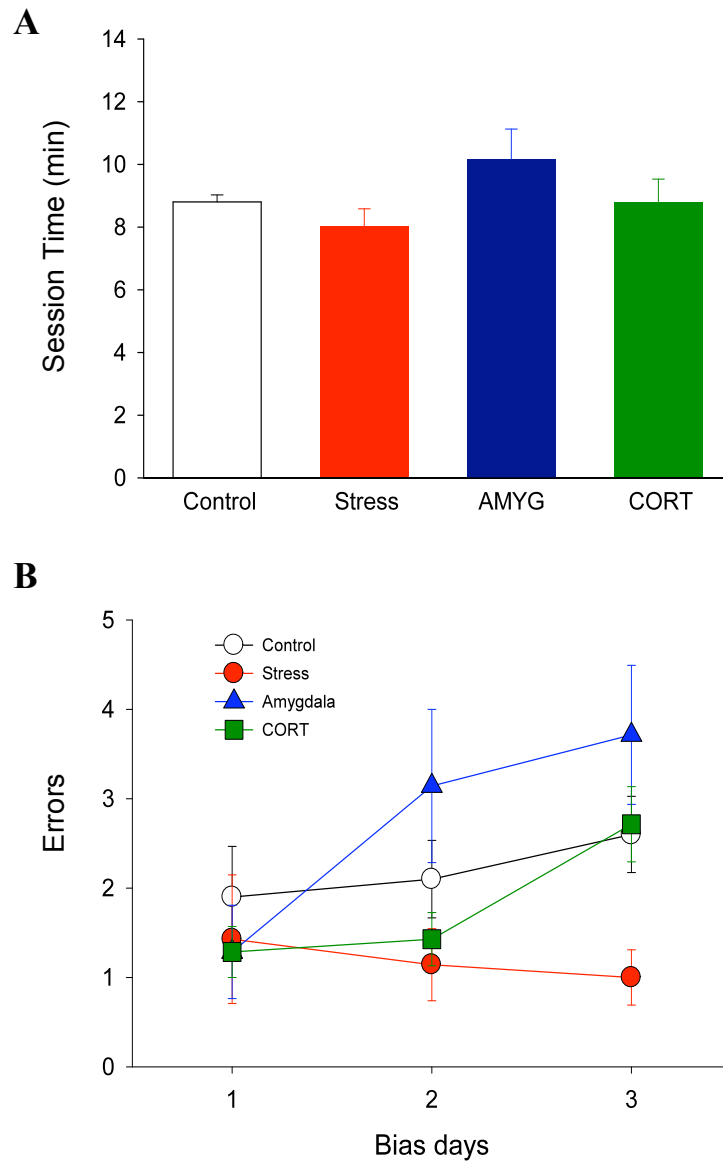 A
14
12
10
8
6
4
2
0
Session Time (min)
Control Stress AMYG CORT
B
5
4
3
2
1
0
Errors
Control
Stress
Amygdala
CORT
1 2 3
Bias days